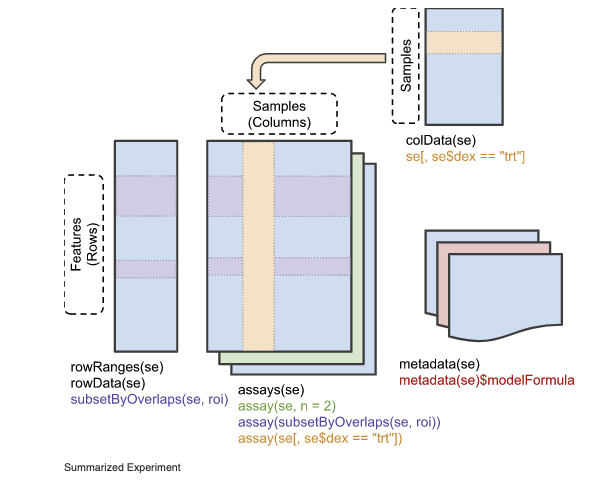 Samples
Samples
(Columns)
colData(se)
se[, se$dex == "trt"]
Features
(Rows)
rowRanges(se)
rowData(se)
subsetByOverlaps(se, roi)
assays(se)
assay(se, n = 2)
assay(subsetByOverlaps(se, roi))
assay(se[, se$dex == "trt"])
metadata(se)
metadata(se)$modelFormula
Summarized Experiment